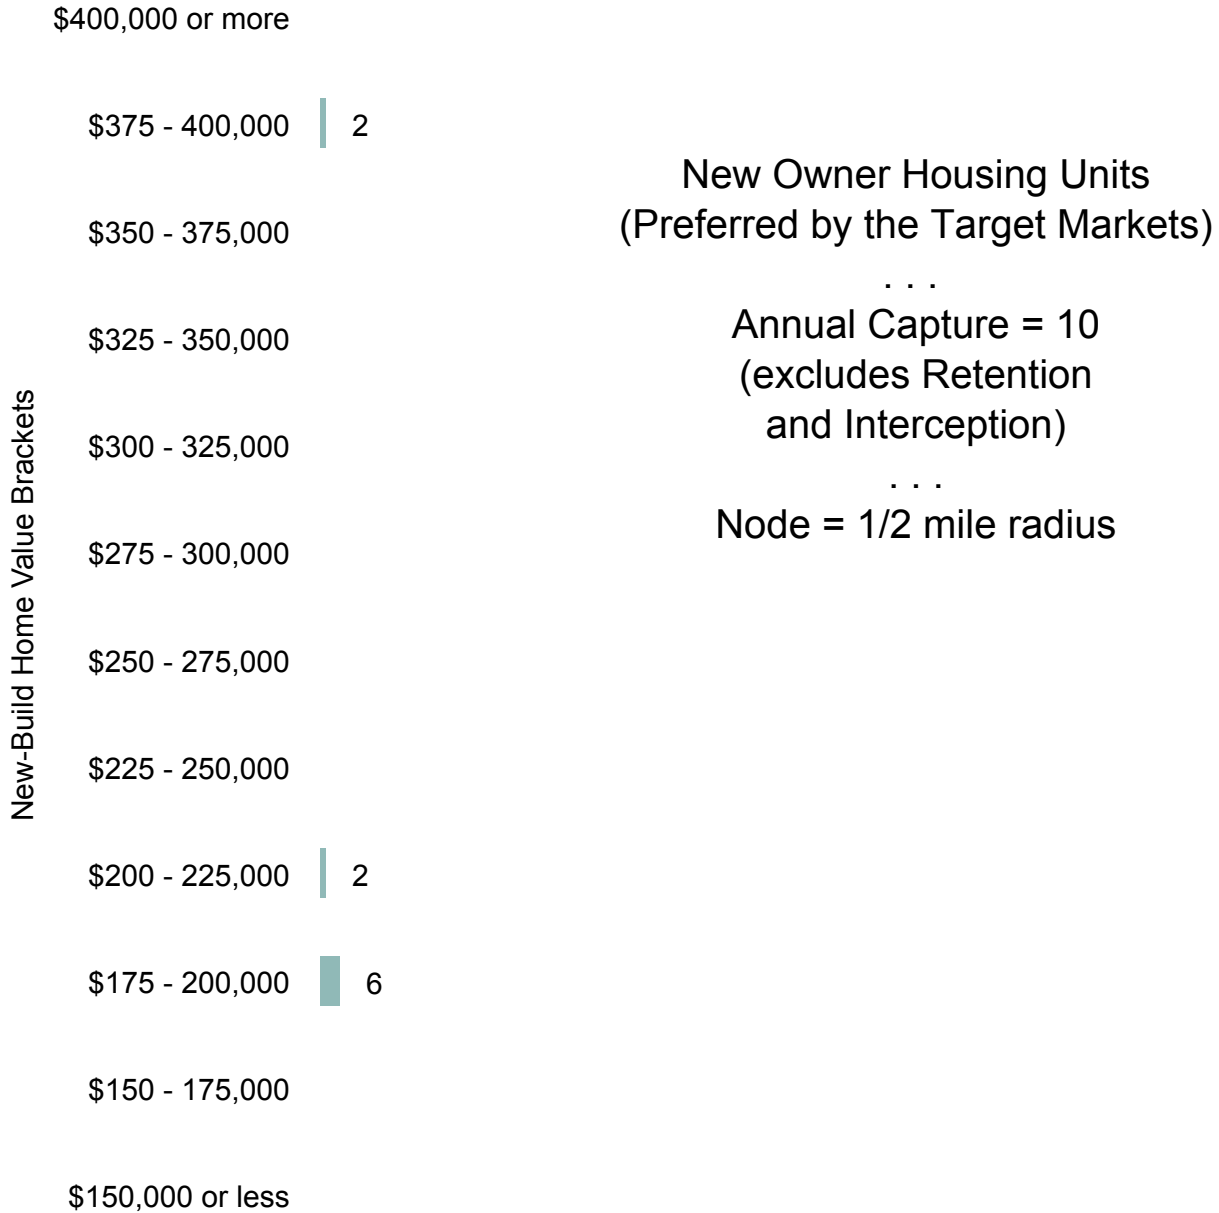 $400,000 or more
$375 - 400,000 2
$350 - 375,000
$325 - 350,000
$300 - 325,000
$275 - 300,000
$250 - 275,000
$225 - 250,000
$200 - 225,000 2
$175 - 200,000 6
$150 - 175,000
$150,000 or less
New-Build Home Value Brackets
New Owner Housing Units
(Preferred by the Target Markets)
. . .
Annual Capture = 10
(excludes Retention
and Interception)
. . .
Node = 1/2 mile radius